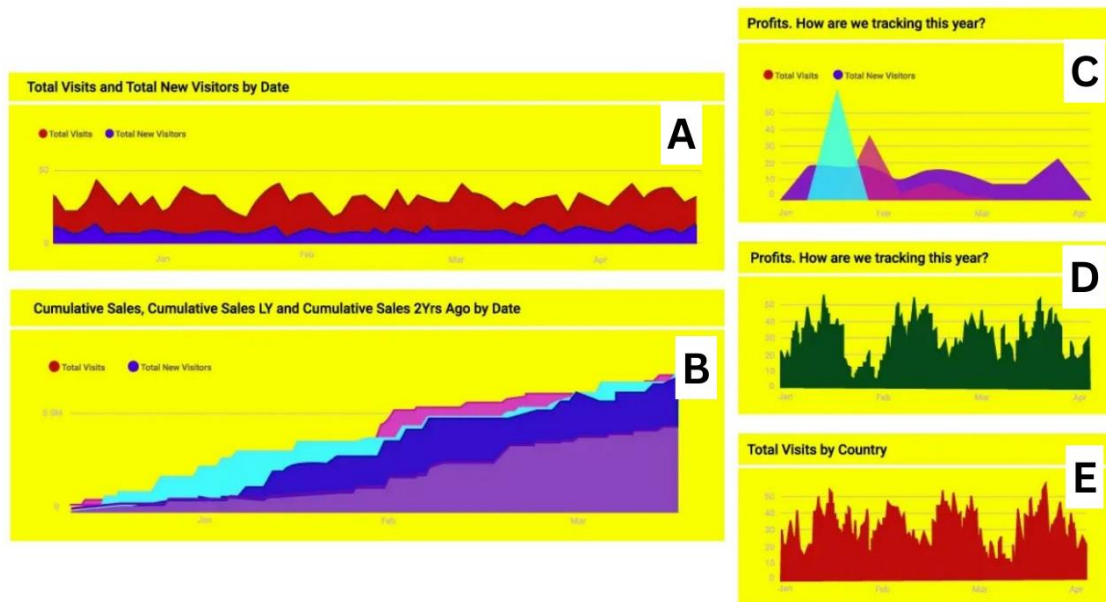 Total Visits and Total New Visitors by Date
A
Total Visits Total New Visitors
50
0
Jan Feb Mar Apr
Cumulative Sales, Cumulative Sales LY and Cumulative Sales 2Yrs Ago by Date
B
Total Visits Total New Visitors
0
Jan Feb Mar
Profits. How are we tracking this year?
C
Total Visits Total New Visitors
50
40
30
20
10
0
Jan Feb Mar Apr
Profits. How are we tracking this year?
D
50
40
30
20
10
0
Jan Feb Mar Apr
Total Visits by Country
E
50
40
30
20
10
0
Jan Feb Mar Apr